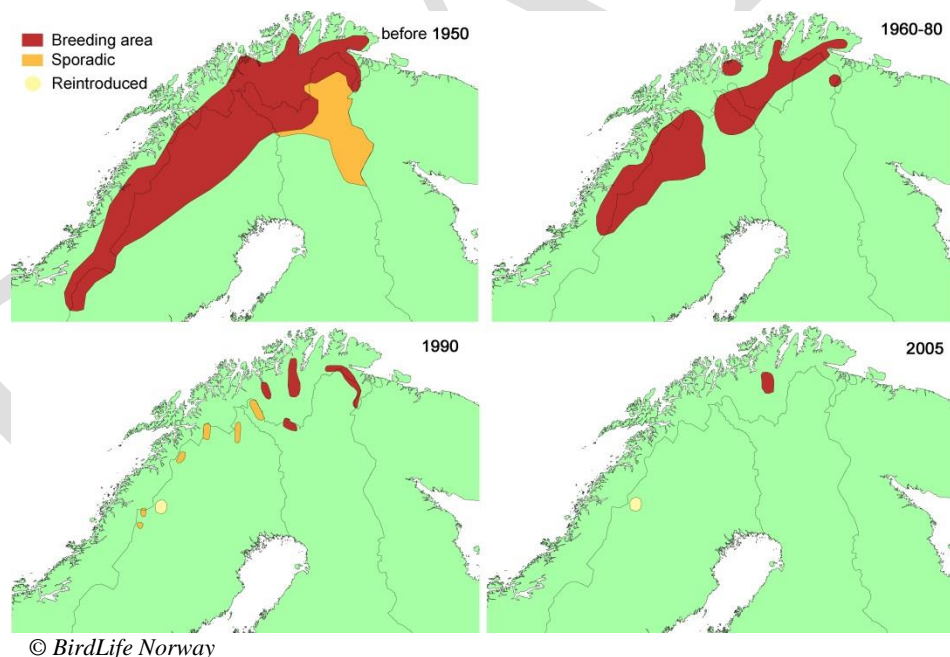 Breeding area
Sporadic
Reintroduced
before 1950
1960-80
1990
2005
© BirdLife Norway